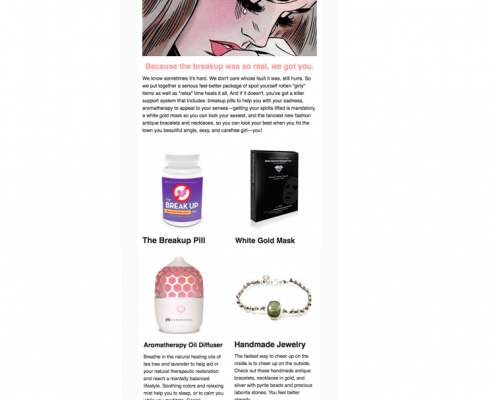 Because the breakup was so real, we got you.
We know sometimes it's hard. We don't care whose fault it was, still hurts. So
we put together a serious feel-better package of spoil yourself rotten "girly"
items as well as "relax" time heals it all. And if it doesn't, you've got a killer
support system that includes: breakup pills to help you with your sadness,
aromatherapy to appeal to your senses—getting your spirits lifted is mandatory,
a white gold mask so you can look your sexiest, and the fanciest new fashion
antique bracelets and necklaces, so you can look your best when you hit the
town you beautiful single, sexy, and carefree girl—you!
THE
BREAK UP
The Breakup Pill
White Gold Mask
Aromatherapy Oil Diffuser
Handmade Jewelry
Breathe in the natural healing oils of
tea tree and lavender to help aid in
your natural therapeutic restoration
and reach a mentally balanced
lifestyle. Soothing colors and relaxing
mist help you to sleep, or to calm you
The fastest way to cheer up on the
inside is to cheer up on the outside.
Check out these handmade antique
bracelets, necklaces in gold, and
silver with pyrite beads and precious
laborite stones. You feel better